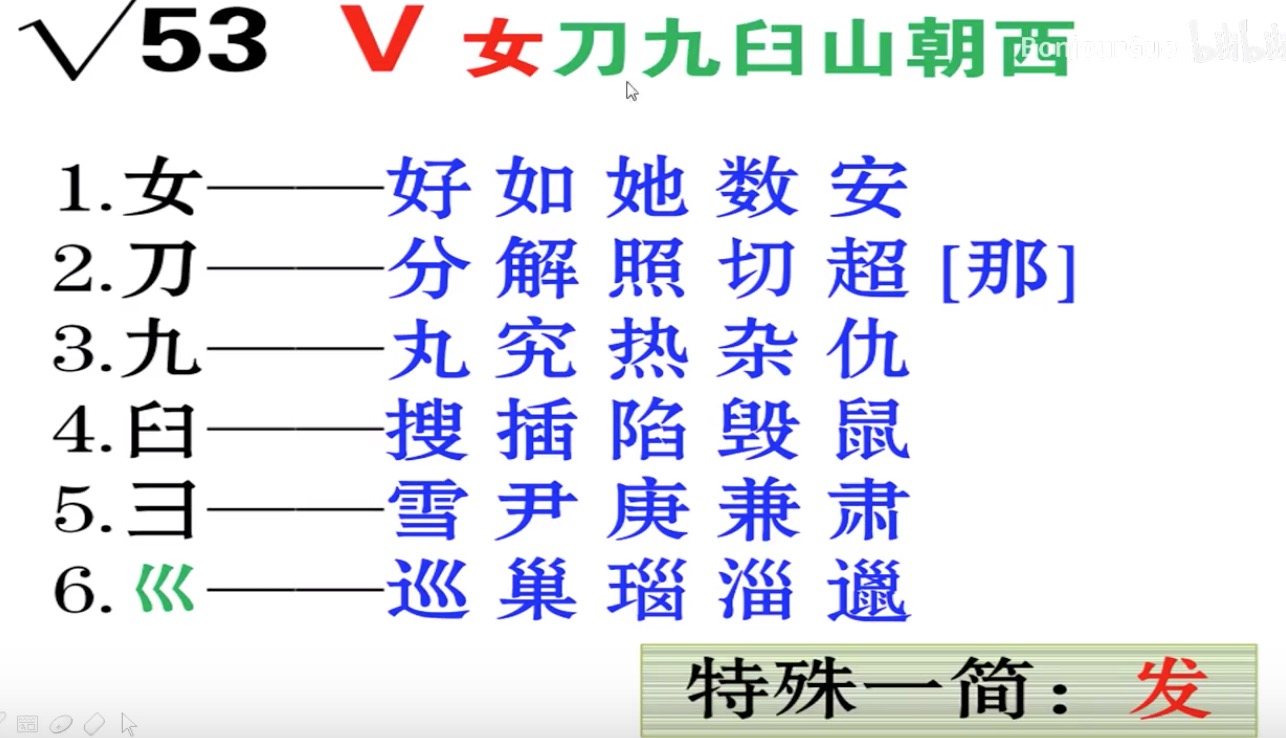 √53 V 女刀九臼山朝西
1.女———好 如 她 数 安
2.刀———分 解 照 切 超 [那]
3.九———丸 究 热 杂 仇
4.臼———搜 插 陷 毁 鼠
5.彐———雪 尹 庚 兼 肃
6.巛———巡 巢 瑙 淄 邋
特殊一简：发